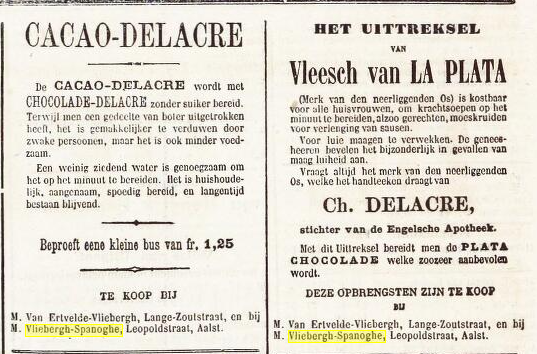 CACAO-DELACRE
De CACAO-DELACRE wordt met
CHOCOLADE-DELACRE zonder suiker bereid.
Terwijl men een gedeelte van boter uitgetrokken
heeft, het is gemakkelijker te verduwen door
zwake persoonen, maar het is ook minder voed-
zaam.
Een weinig ziedend water is genoegzaam om
het op het minuut te bereiden. Het is huishoude-
lijk, aangenaam, spoedig bereid, en langentijd
bestaan blijvend.
Beproeft eene kleine bus van fr. 1,25
TE KOOP BIJ
M. Van Ertvelde-Vliebergh, Lange-Zoutstraat, en bij
M. Vliebergh-Spanoghe, Leopoldstraat, Aalst.
HET UITTREKSEL
VAN
Vleesch van LA PLATA
(Merk van den neerliggenden Os) is kostbaar
voor alle huisvrouwen, om krachtsoepen op het
minuut te bereiden, alzoo gerechten, moeskruiden
voor verlenging van sausen.
Voor luie maagen te verwekken. De genees-
heeren bevelen het bijzonderlijk in gevallen van
maag luiheid aan.
Vraagt altijd het merk van den neerliggenden
Os, welke het handteeken draagt van
Ch. DELACRE,
stichter van de Engelsche Apotheek.
Met dit Uittreksel bereidt men de PLATA
CHOCOLADE welke zoozeer aanbevolen
wordt.
DEZE OPBRENGSTEN ZIJN TE KOOP
BIJ
M. Van Ertvelde-Vliebergh, Lange-Zoutstraat, en bij
M. Vliebergh-Spanoghe, Leopoldstraat, Aalst.